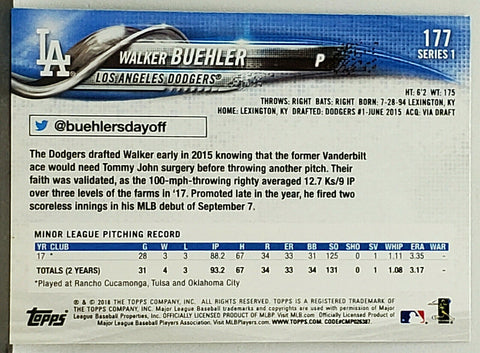 LA
WALKER BUEHLER
P
177
SERIES 1
LOS ANGELES DODGERS®
HT: 6'2 WT: 175
THROWS: RIGHT BATS: RIGHT BORN: 7-28-94 LEXINGTON, KY
HOME: LEXINGTON, KY DRAFTED: DODGERS #1-JUNE 2015 ACQ: VIA DRAFT
@buehlersdayoff
The Dodgers drafted Walker early in 2015 knowing that the former Vanderbilt
ace would need Tommy John surgery before throwing another pitch. Their
faith was validated, as the 100-mph-throwing righty averaged 12.7 Ks/9 IP
over three levels of the farms in '17. Promoted late in the year, he fired two
scoreless innings in his MLB debut of September 7.
MINOR LEAGUE PITCHING RECORD
YR CLUB G W L IP H R ER BB SO SHO SV WHIP ERA WAR
17 * 28 3 3 88.2 67 34 33 31 125 0 1 1.11 3.35 -
TOTALS (2 YEARS) 31 4 3 93.2 67 34 33 34 131 0 1 1.08 3.17 -
*Played at Rancho Cucamonga, Tulsa and Oklahoma City
® & © 2018 THE TOPPS COMPANY, INC. ALL RIGHTS RESERVED. TOPPS IS A REGISTERED TRADEMARK OF
THE TOPPS COMPANY, INC. Major League Baseball trademarks and copyrights are used with permission of Major
League Baseball Properties, Inc. OFFICIALLY LICENSED PRODUCT OF MLBP. Visit MLB.com. OFFICIALLY LICENSED PRODUCT-
Major League Baseball Players Association. Visit MLBPlayers.com. WWW.TOPPS.COM. CODE#CMP026387.
TOPPS